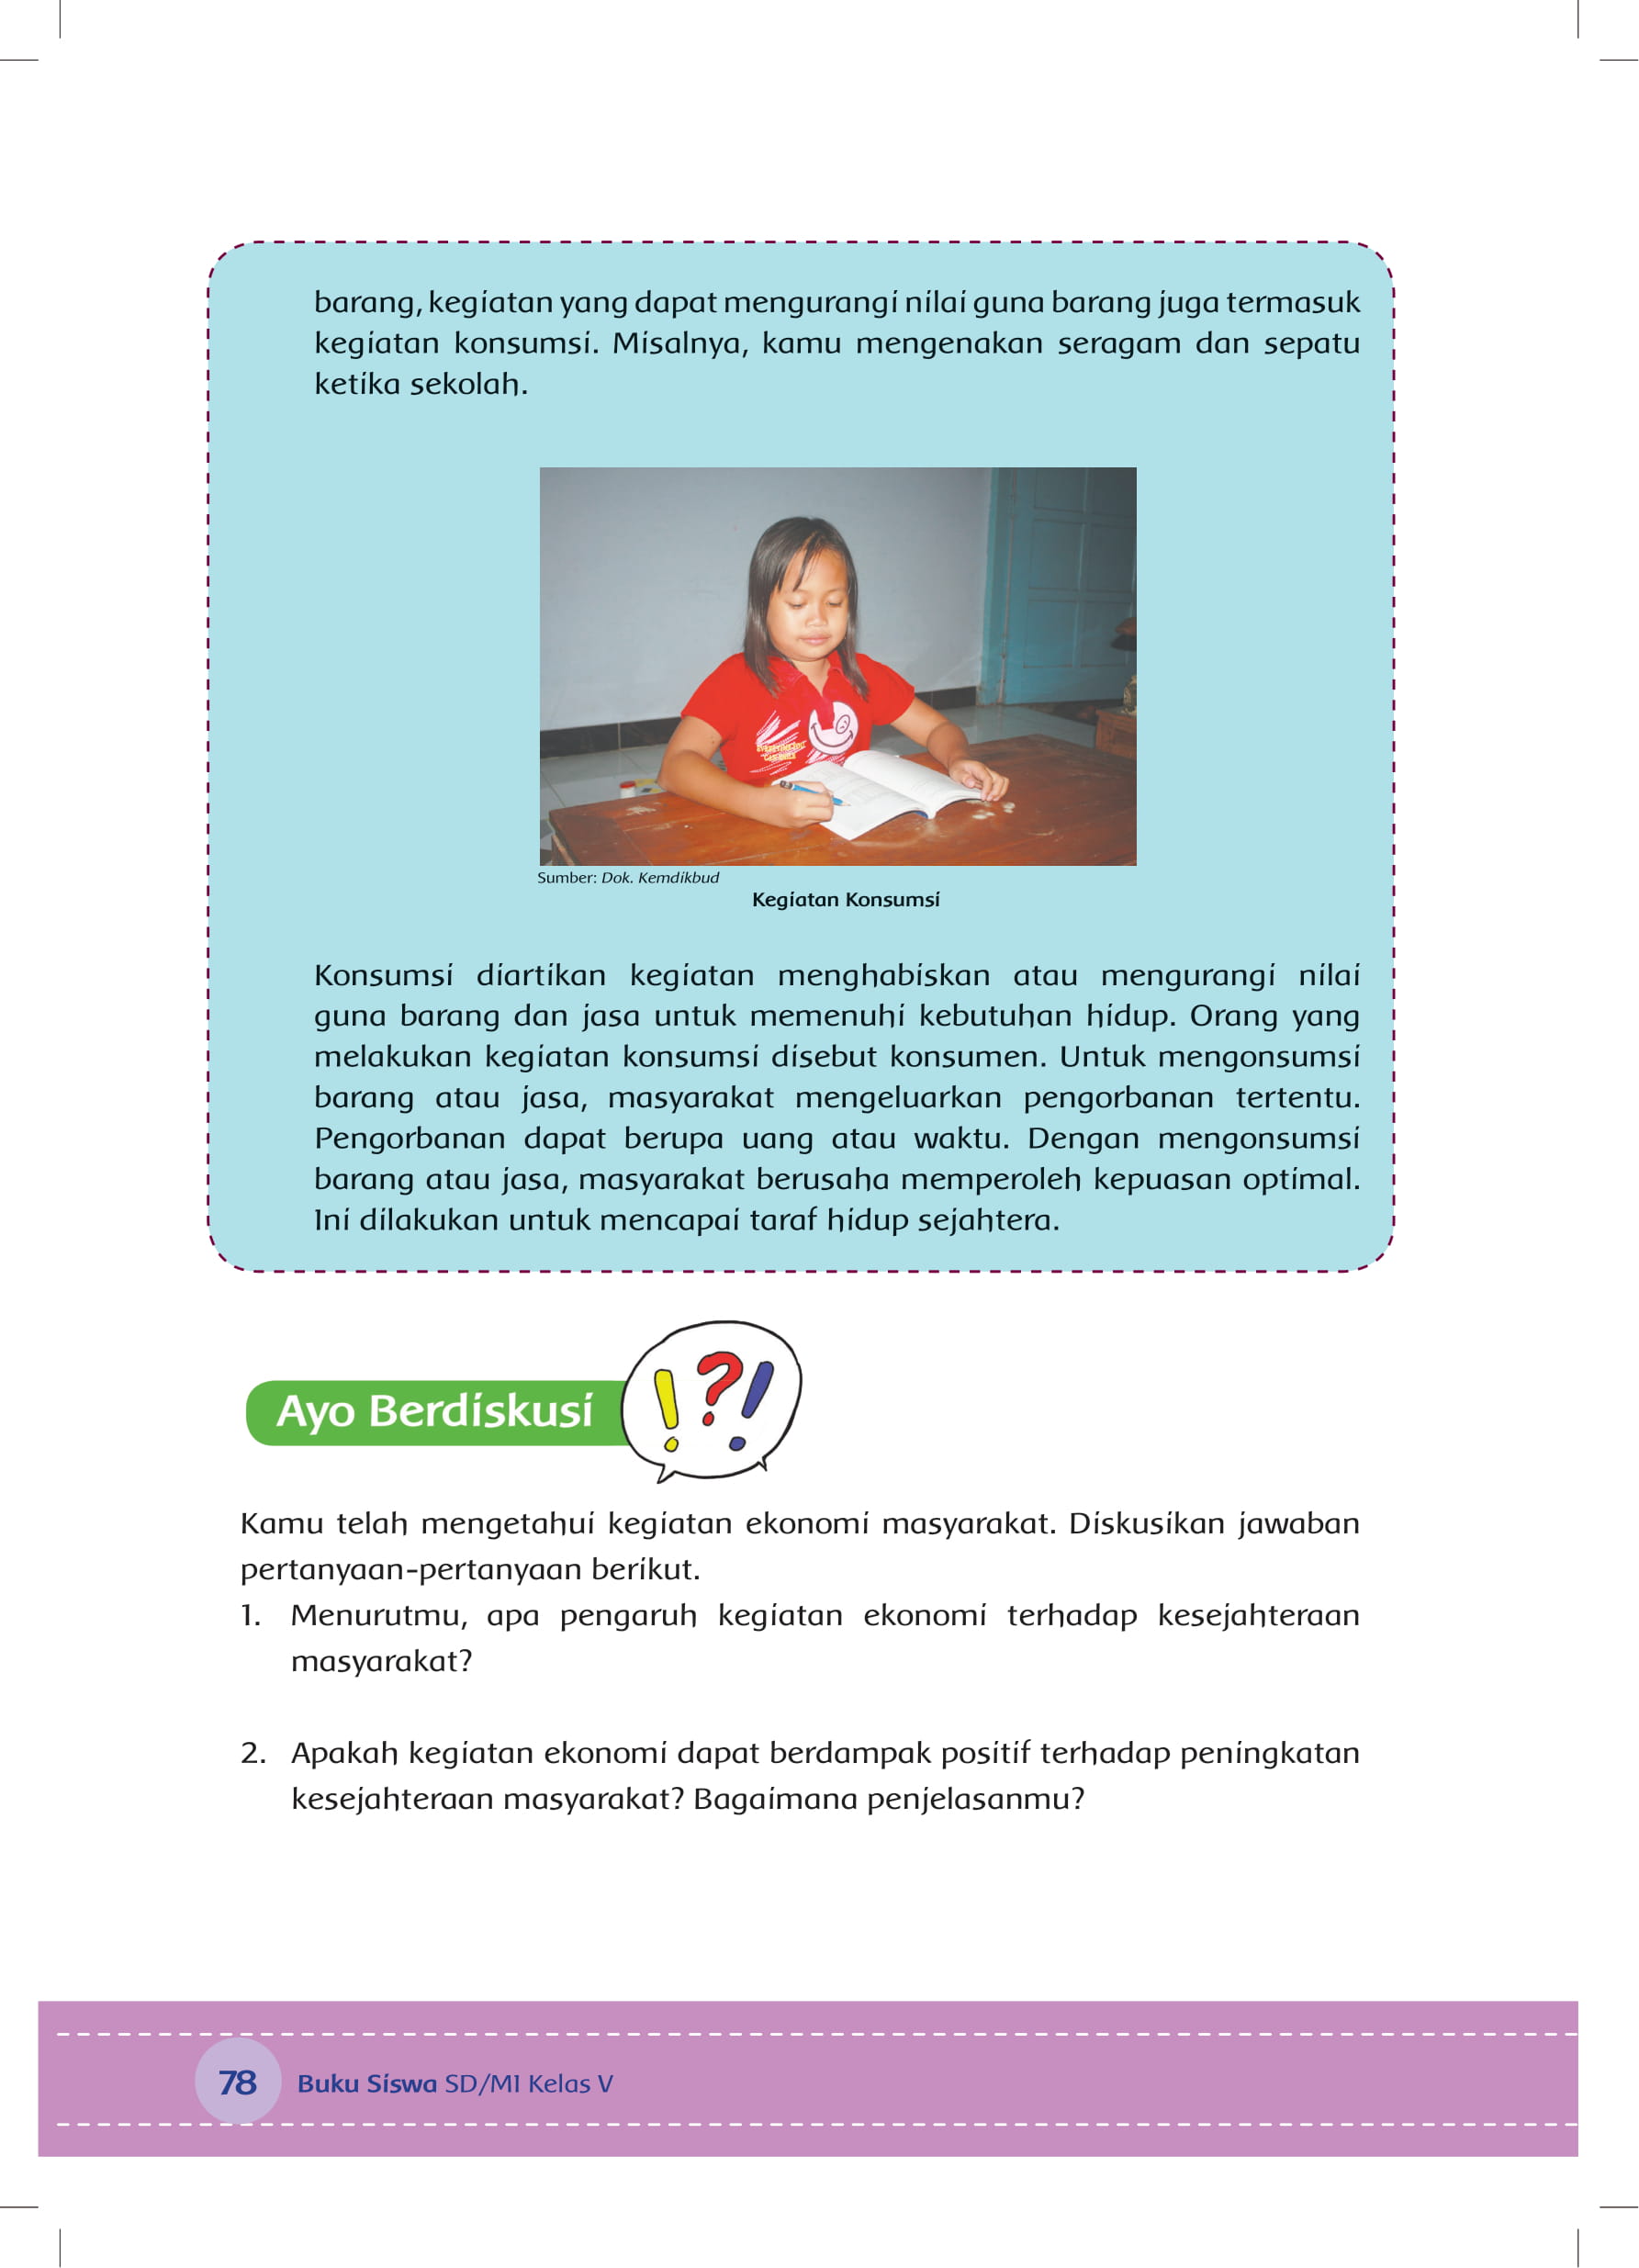 barang, kegiatan yang dapat mengurangi nilai guna barang juga termasuk
kegiatan konsumsi. Misalnya, kamu mengenakan seragam dan sepatu
ketika sekolah.
Sumber: Dok. Kemdikbud
Kegiatan Konsumsi
Konsumsi diartikan kegiatan menghabiskan atau mengurangi nilai
guna barang dan jasa untuk memenuhi kebutuhan hidup. Orang yang
melakukan kegiatan konsumsi disebut konsumen. Untuk mengonsumsi
barang atau jasa, masyarakat mengeluarkan pengorbanan tertentu.
Pengorbanan dapat berupa uang atau waktu. Dengan mengonsumsi
barang atau jasa, masyarakat berusaha memperoleh kepuasan optimal.
Ini dilakukan untuk mencapai taraf hidup sejahtera.
Ayo Berdiskusi
! ? !
Kamu telah mengetahui kegiatan ekonomi masyarakat. Diskusikan jawaban
pertanyaan-pertanyaan berikut.
1. Menurutmu, apa pengaruh kegiatan ekonomi terhadap kesejahteraan
masyarakat?
2. Apakah kegiatan ekonomi dapat berdampak positif terhadap peningkatan
kesejahteraan masyarakat? Bagaimana penjelasanmu?
78 Buku Siswa SD/MI Kelas V